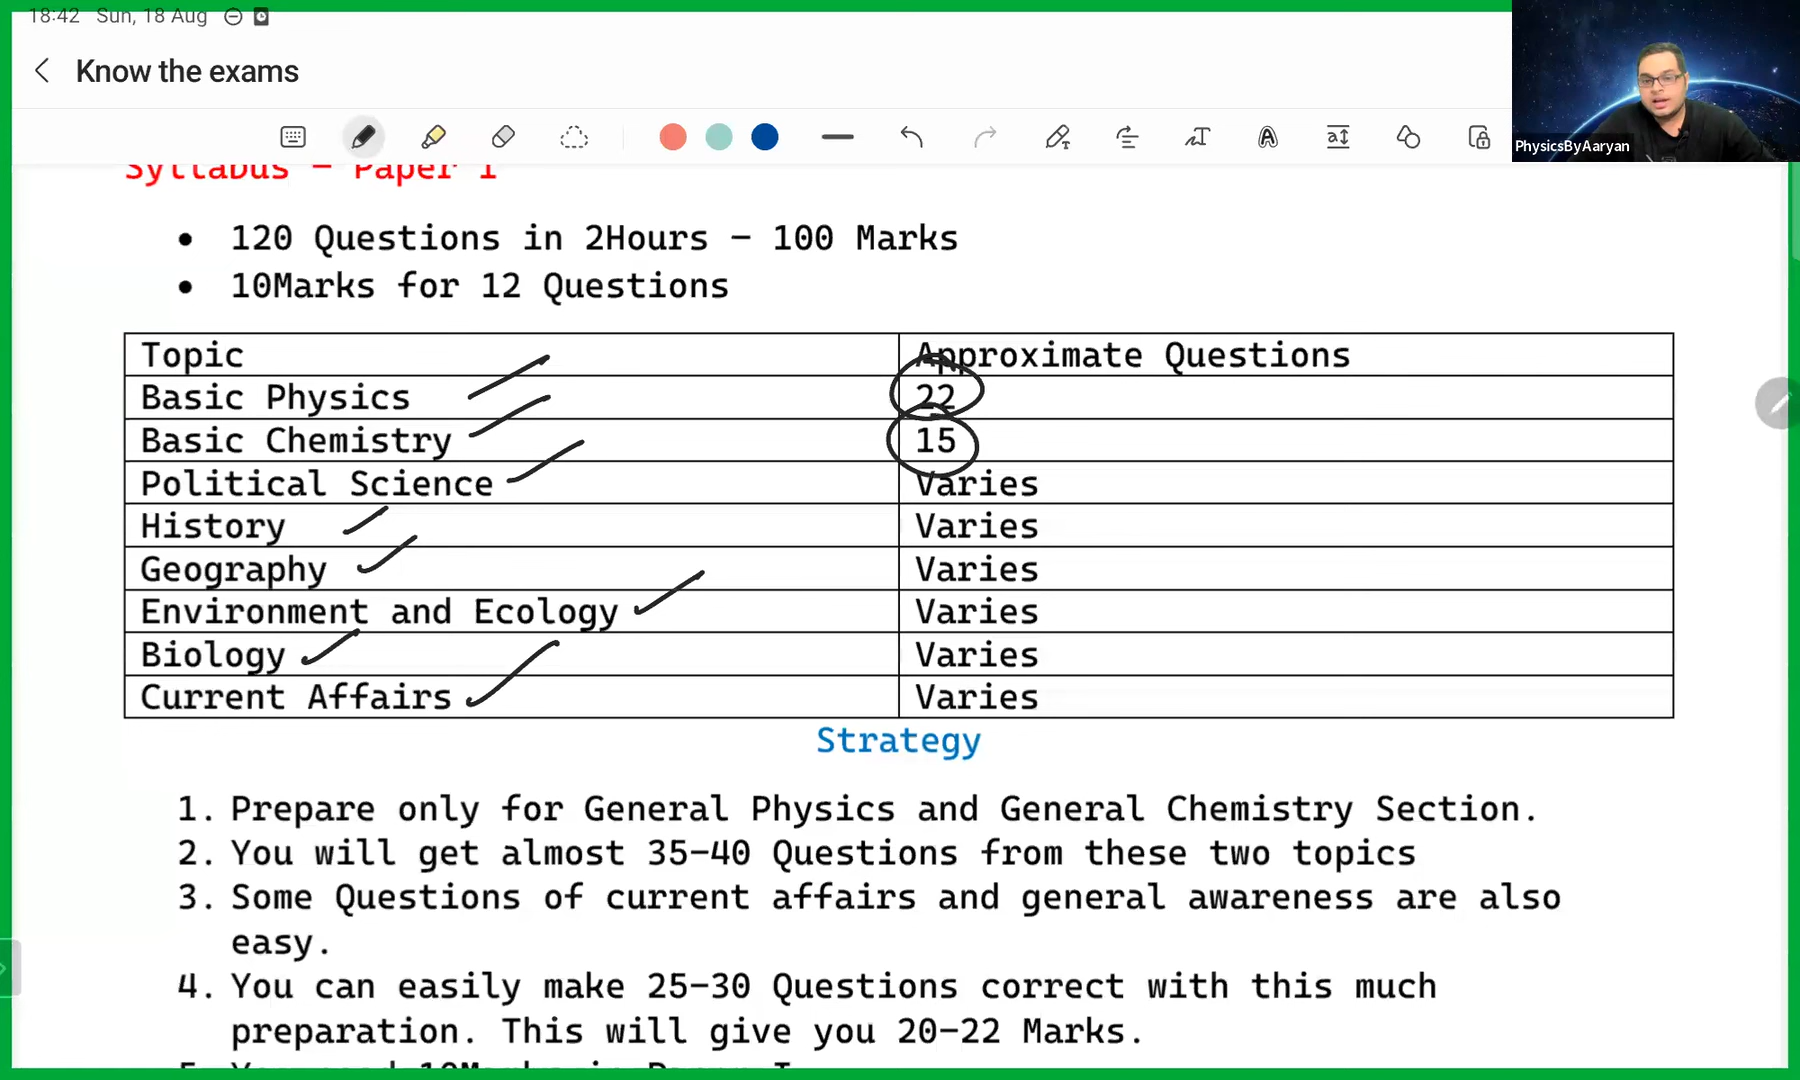 18:42 Sun, 18 Aug
Know the exams
PhysicsByAaryan
Syllabus – Paper I
• 120 Questions in 2Hours – 100 Marks
• 10Marks for 12 Questions
Topic Approximate Questions
Basic Physics 22
Basic Chemistry 15
Political Science Varies
History Varies
Geography Varies
Environment and Ecology Varies
Biology Varies
Current Affairs Varies
Strategy
1. Prepare only for General Physics and General Chemistry Section.
2. You will get almost 35–40 Questions from these two topics
3. Some Questions of current affairs and general awareness are also
easy.
4. You can easily make 25–30 Questions correct with this much
preparation. This will give you 20–22 Marks.